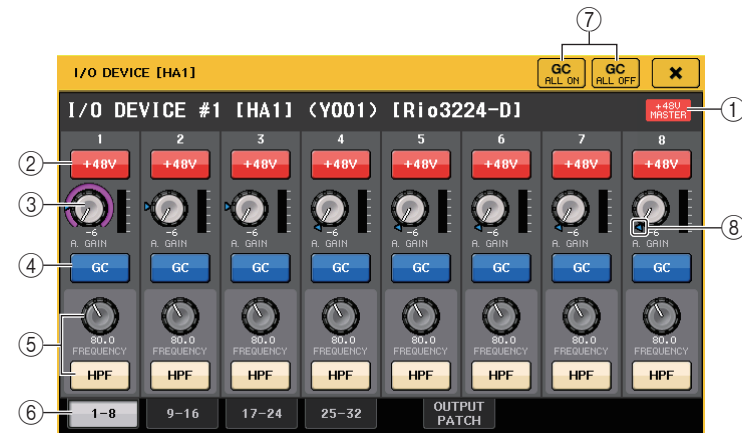 ⑦
I/O DEVICE [HA1] GC ALL ON GC ALL OFF ×
I/O DEVICE #1 [HA1] (Y001) [Rio3224-D] +48V MASTER ①
1 2 3 4 5 6 7 8
② +48V +48V +48V +48V +48V +48V +48V +48V
③
-6 -6 -6 -6 -6 -6 -6 -6 ⑧
A. GAIN A. GAIN A. GAIN A. GAIN A. GAIN A. GAIN A. GAIN A. GAIN
④ GC GC GC GC GC GC GC GC
⑤
80.0 80.0 80.0 80.0 80.0 80.0 80.0 80.0
FREQUENCY FREQUENCY FREQUENCY FREQUENCY FREQUENCY FREQUENCY FREQUENCY FREQUENCY
HPF HPF HPF HPF HPF HPF HPF HPF
⑥ 1-8 9-16 17-24 25-32 OUTPUT PATCH